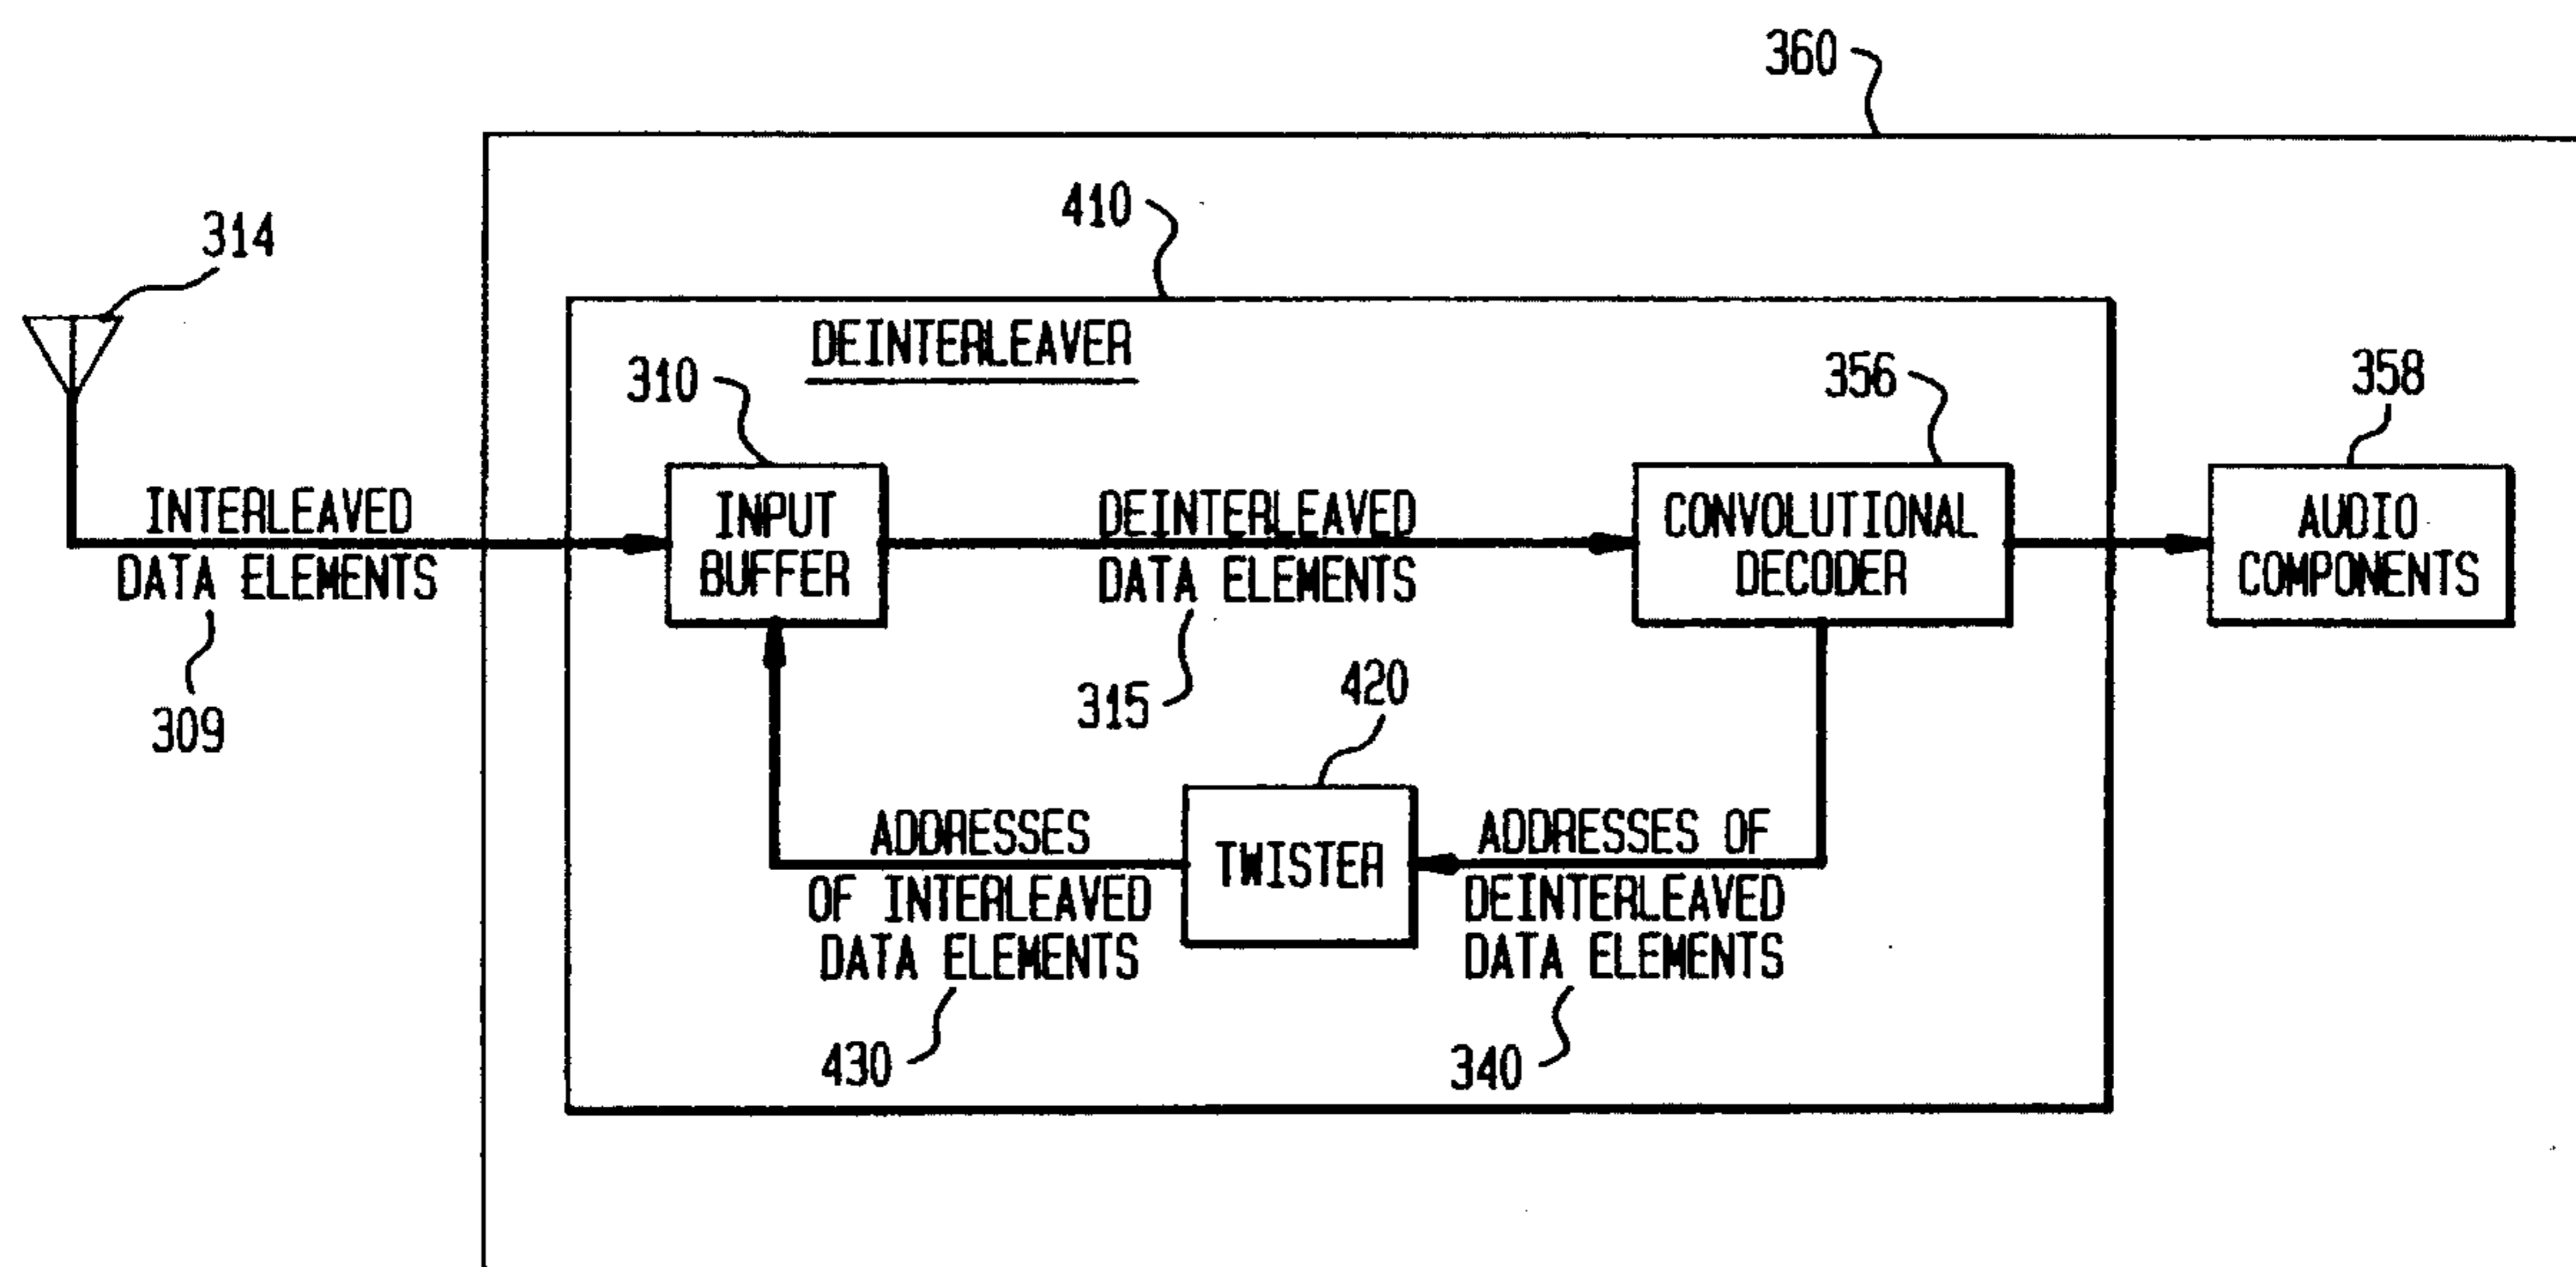 360
410
314
DEINTERLEAVER
310
356
358
INTERLEAVED
DATA ELEMENTS
309
INPUT
BUFFER
DEINTERLEAVED
DATA ELEMENTS
315
CONVOLUTIONAL
DECODER
AUDIO
COMPONENTS
420
ADDRESSES
OF INTERLEAVED
DATA ELEMENTS
430
TWISTER
ADDRESSES OF
DEINTERLEAVED
DATA ELEMENTS
340